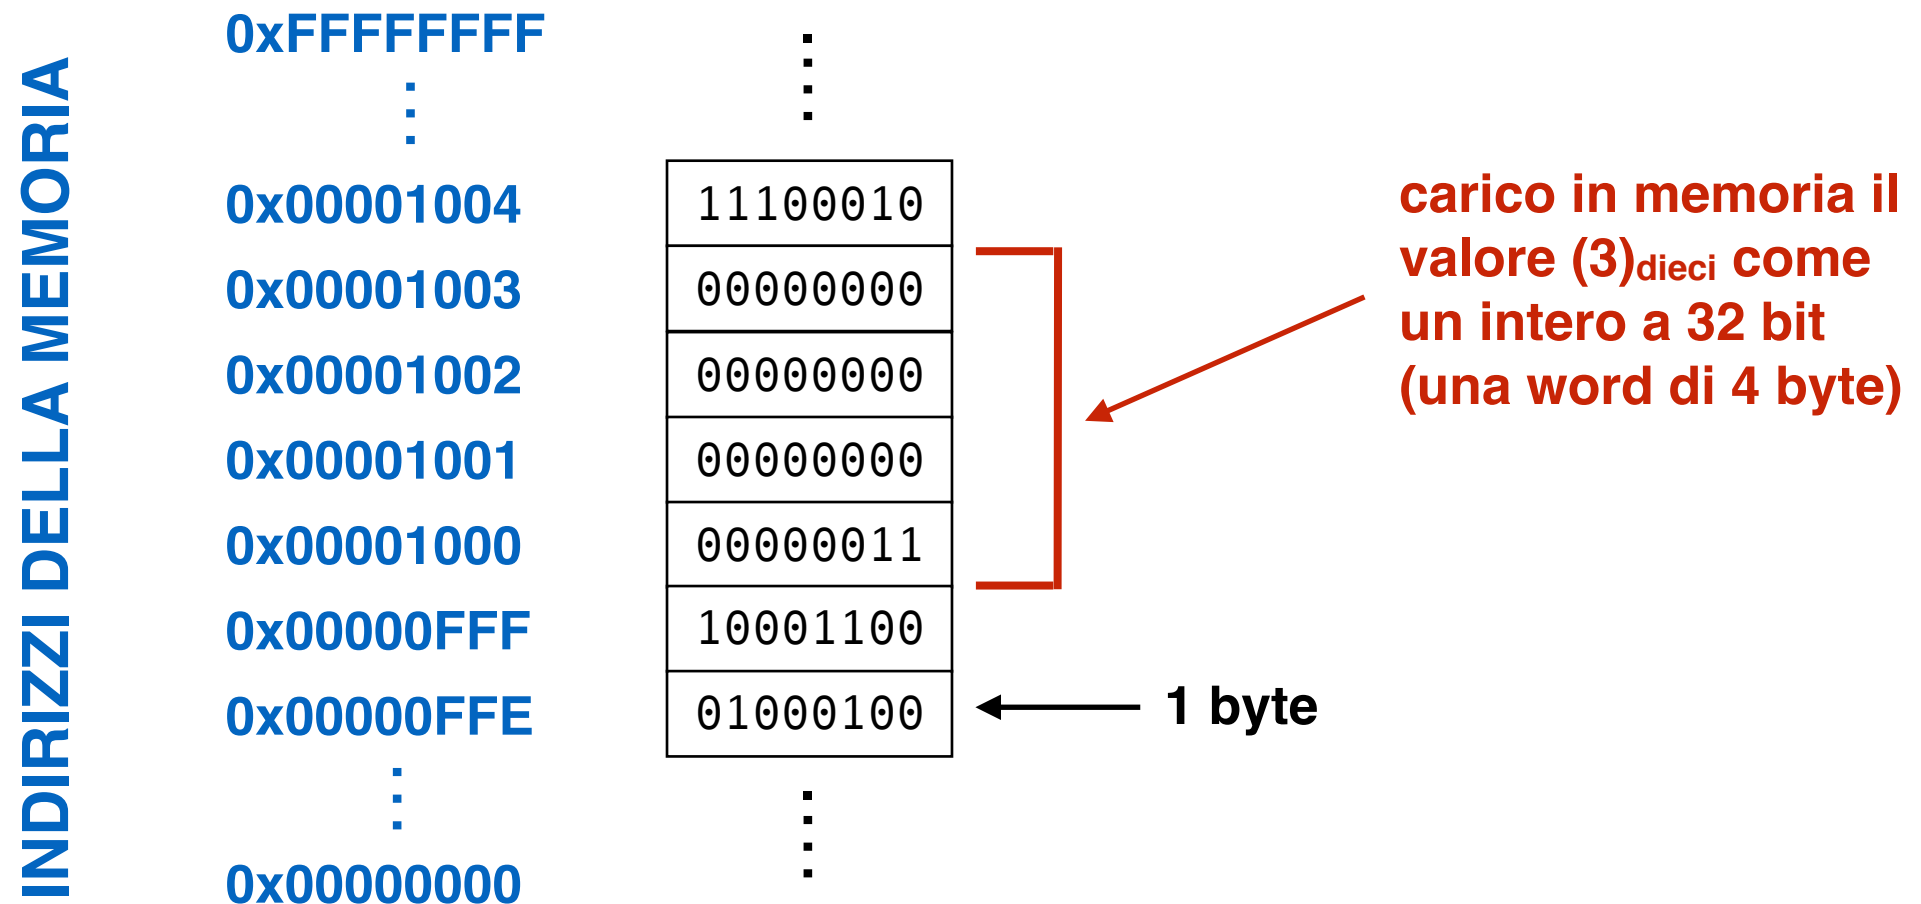 INDIRIZZI DELLA MEMORIA
0xFFFFFFFF
0x00001004 11100010
0x00001003 00000000
0x00001002 00000000
0x00001001 00000000
0x00001000 00000011
0x00000FFF 10001100
0x00000FFE 01000100
0x00000000
carico in memoria il
valore (3)dieci come
un intero a 32 bit
(una word di 4 byte)
1 byte